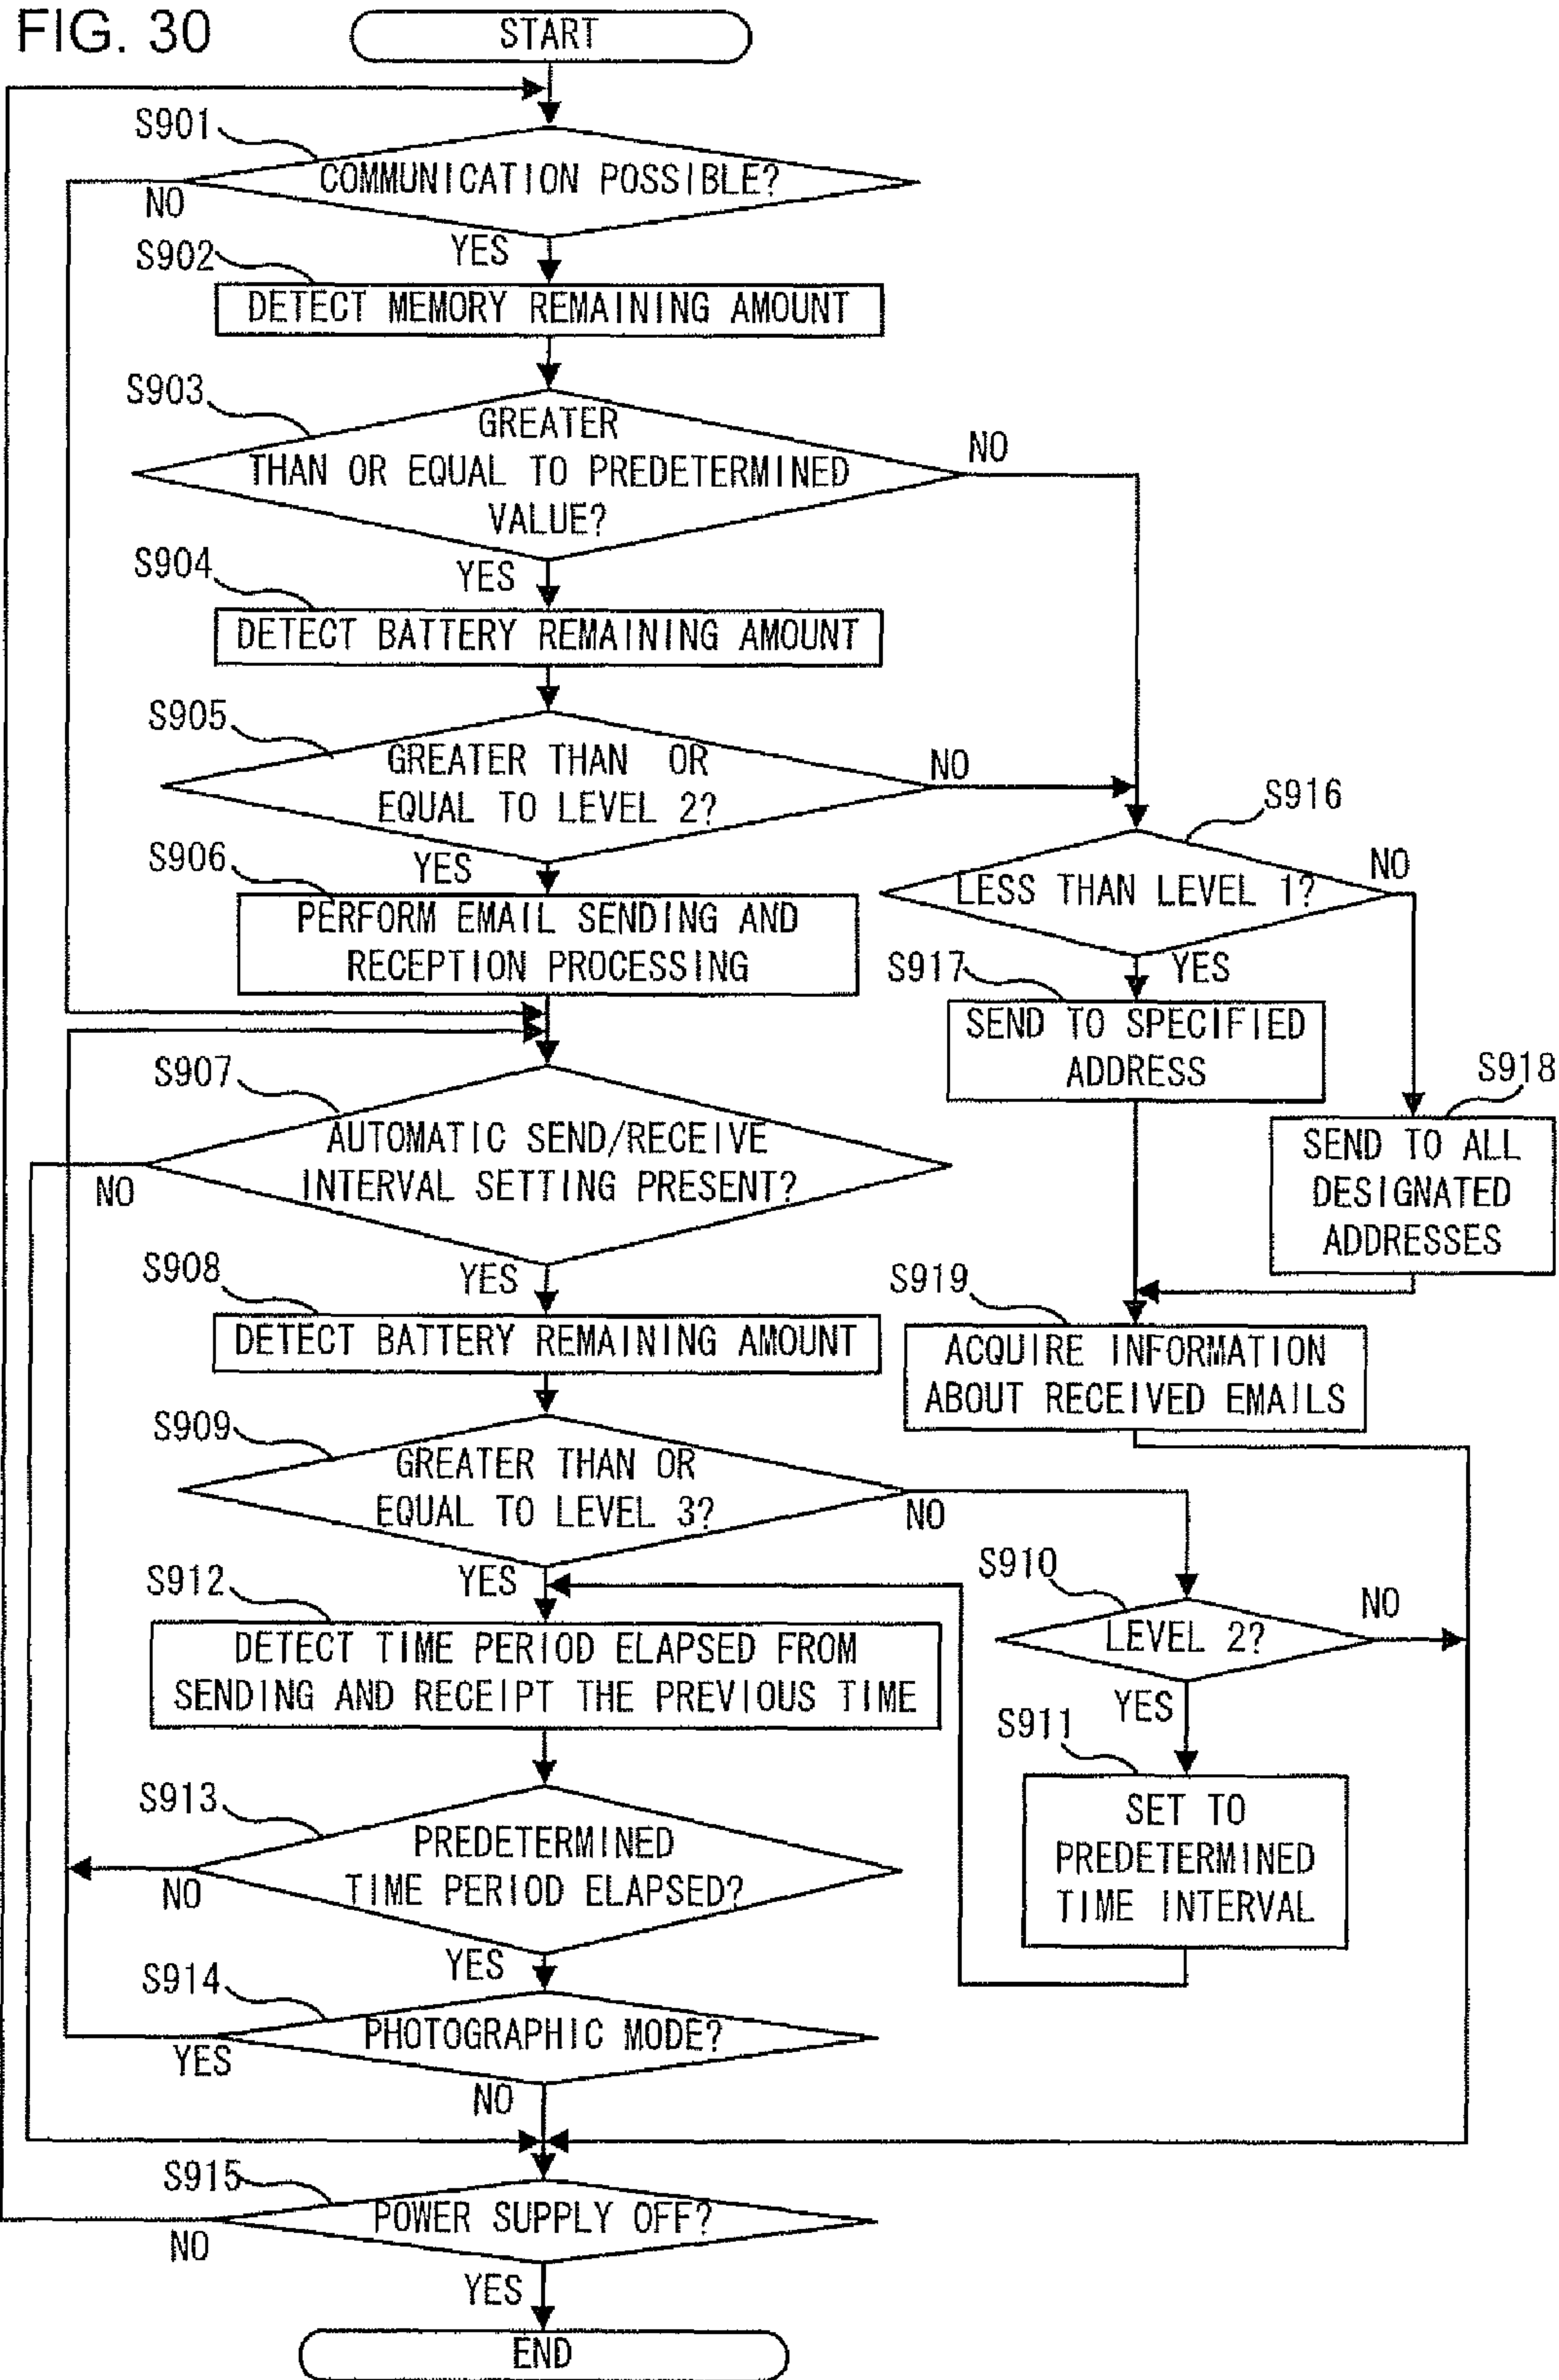 FIG. 30
START
S901
COMMUNICATION POSSIBLE?
NO
YES
S902
DETECT MEMORY REMAINING AMOUNT
S903
GREATER
THAN OR EQUAL TO PREDETERMINED
VALUE?
NO
YES
S904
DETECT BATTERY REMAINING AMOUNT
S905
GREATER THAN OR
EQUAL TO LEVEL 2?
NO
YES
S906
PERFORM EMAIL SENDING AND
RECEPTION PROCESSING
S916
LESS THAN LEVEL 1?
NO
YES
S917
SEND TO SPECIFIED
ADDRESS
S918
SEND TO ALL
DESIGNATED
ADDRESSES
S919
ACQUIRE INFORMATION
ABOUT RECEIVED EMAILS
S907
AUTOMATIC SEND/RECEIVE
INTERVAL SETTING PRESENT?
NO
YES
S908
DETECT BATTERY REMAINING AMOUNT
S909
GREATER THAN OR
EQUAL TO LEVEL 3?
NO
YES
S910
LEVEL 2?
NO
YES
S911
SET TO
PREDETERMINED
TIME INTERVAL
S912
DETECT TIME PERIOD ELAPSED FROM
SENDING AND RECEIPT THE PREVIOUS TIME
S913
PREDETERMINED
TIME PERIOD ELAPSED?
NO
YES
S914
PHOTOGRAPHIC MODE?
YES
NO
S915
POWER SUPPLY OFF?
NO
YES
END